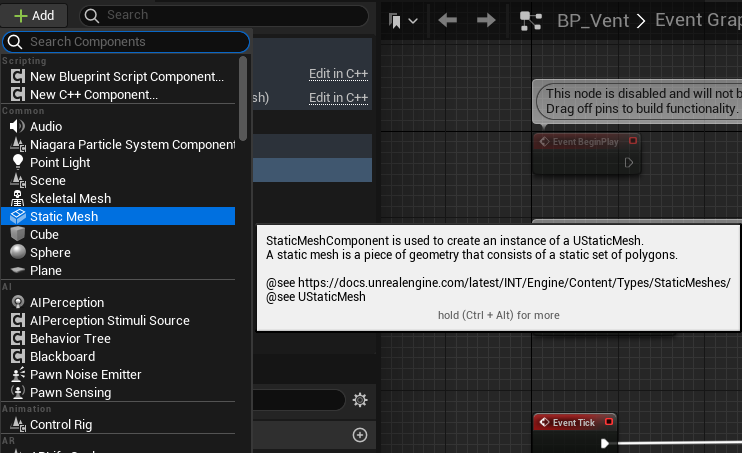 Add
Search
BP_Vent
Event Grap
Search Components
Scripting
New Blueprint Script Component...
New C++ Component...
Common
Audio
Niagara Particle System Component
Point Light
Scene
Skeletal Mesh
Static Mesh
Cube
Sphere
Plane
AI
AIPerception
AIPerception Stimuli Source
Behavior Tree
Blackboard
Pawn Noise Emitter
Pawn Sensing
Animation
Control Rig
AR
Edit in C++
sh)
Edit in C++
This node is disabled and will not b
Drag off pins to build functionality.
Event BeginPlay
StaticMeshComponent is used to create an instance of a UStaticMesh.
A static mesh is a piece of geometry that consists of a static set of polygons.
@see https://docs.unrealengine.com/latest/INT/Engine/Content/Types/StaticMeshes/
@see UStaticMesh
hold (Ctrl + Alt) for more
Event Tick